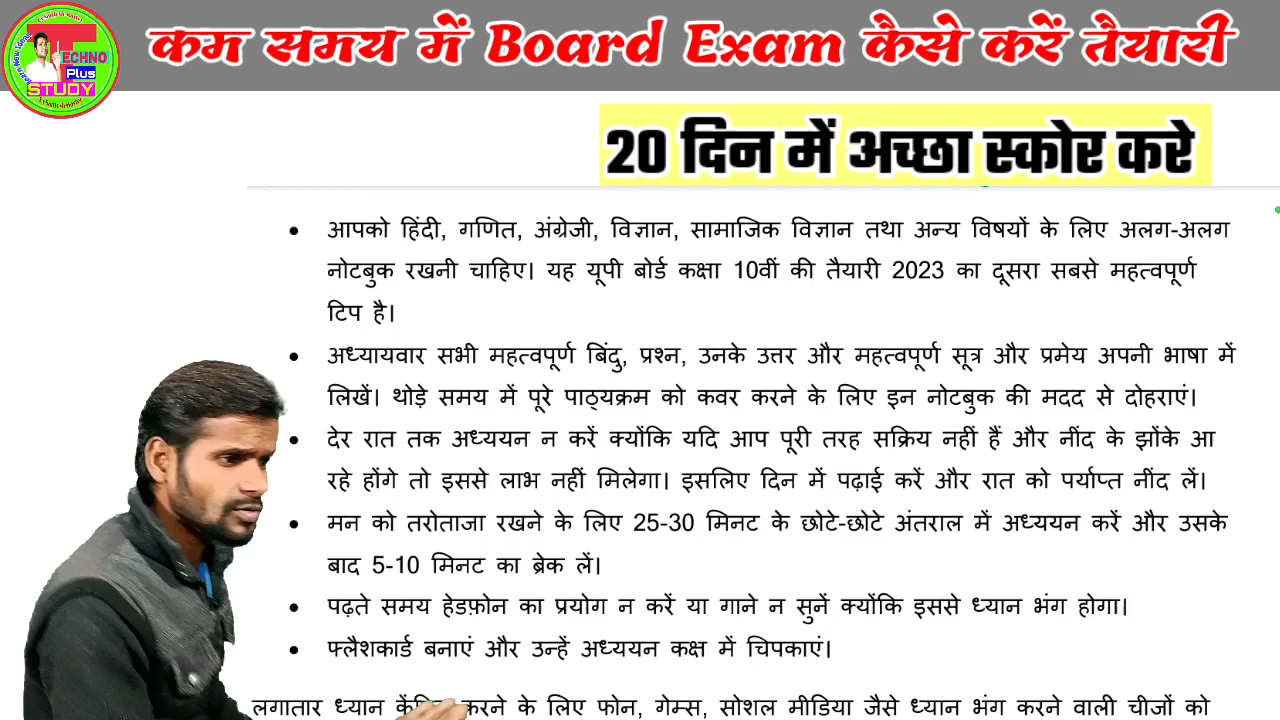 कम समय में Board Exam कैसे करें तैयारी
TECHNO
Plus
STUDY
20 दिन में अच्छा स्कोर करे
• आपको हिंदी, गणित, अंग्रेजी, विज्ञान, सामाजिक विज्ञान तथा अन्य विषयों के लिए अलग-अलग
नोटबुक रखनी चाहिए। यह यूपी बोर्ड कक्षा 10वीं की तैयारी 2023 का दूसरा सबसे महत्वपूर्ण
टिप है।
• अध्यायवार सभी महत्वपूर्ण बिंदु, प्रश्न, उनके उत्तर और महत्वपूर्ण सूत्र और प्रमेय अपनी भाषा में
लिखें। थोड़े समय में पूरे पाठ्यक्रम को कवर करने के लिए इन नोटबुक की मदद से दोहराएं।
• देर रात तक अध्ययन न करें क्योंकि यदि आप पूरी तरह सक्रिय नहीं हैं और नींद के झोंके आ
रहे होंगे तो इससे लाभ नहीं मिलेगा। इसलिए दिन में पढ़ाई करें और रात को पर्याप्त नींद लें।
• मन को तरोताजा रखने के लिए 25-30 मिनट के छोटे-छोटे अंतराल में अध्ययन करें और उसके
बाद 5-10 मिनट का ब्रेक लें।
• पढ़ते समय हेडफ़ोन का प्रयोग न करें या गाने न सुनें क्योंकि इससे ध्यान भंग होगा।
• फ्लैशकार्ड बनाएं और उन्हें अध्ययन कक्ष में चिपकाएं।
लगातार ध्यान करने के लिए फोन, गेम्स, सोशल मीडिया जैसे ध्यान भंग करने वाली चीजों को